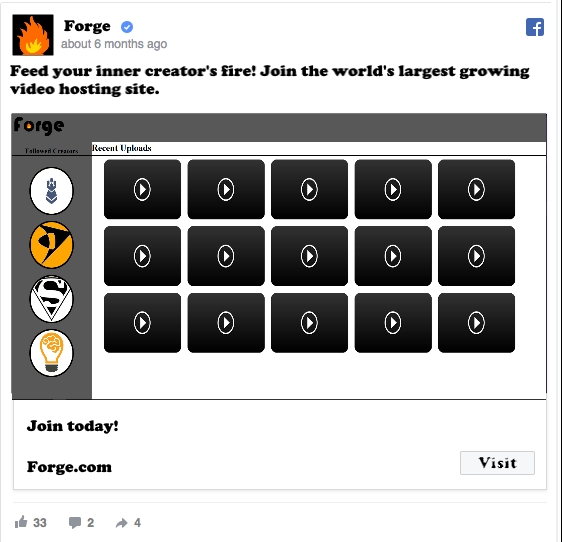 Forge
about 6 months ago
Feed your inner creator's fire! Join the world's largest growing
video hosting site.
Forge
Followed Creators
Recent Uploads
Join today!
Forge.com
Visit
33 2 4